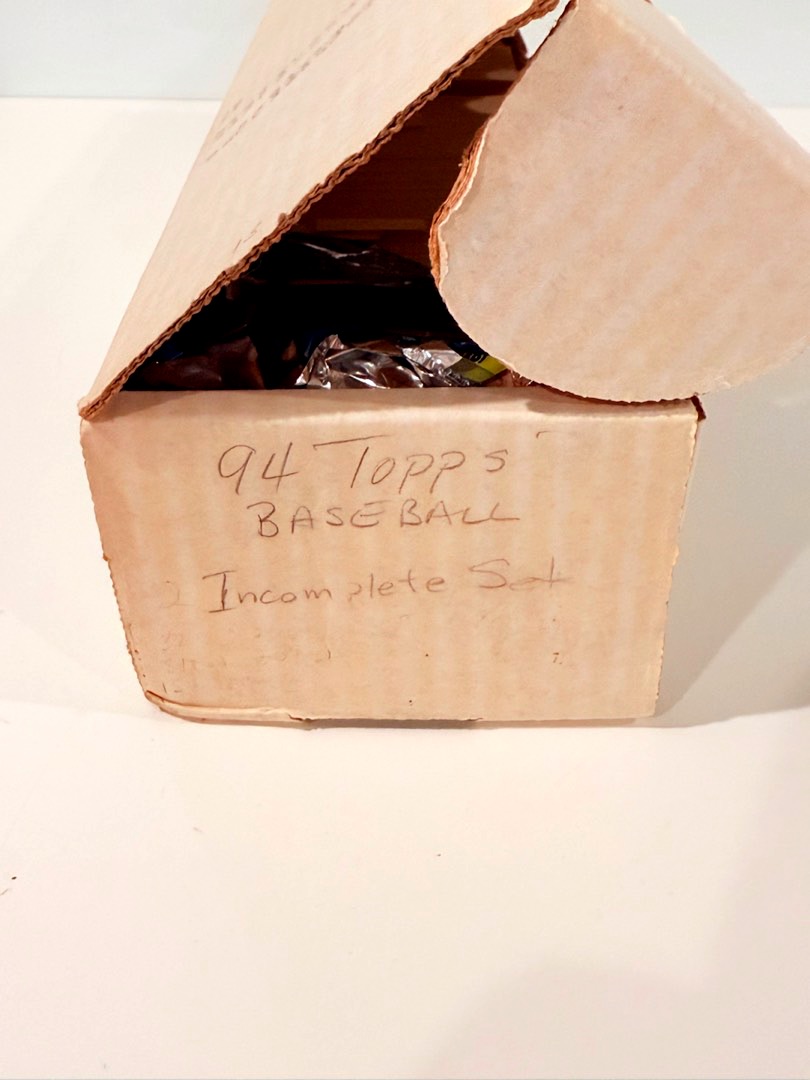 94 Topps
BASEBALL
Incomplete Set